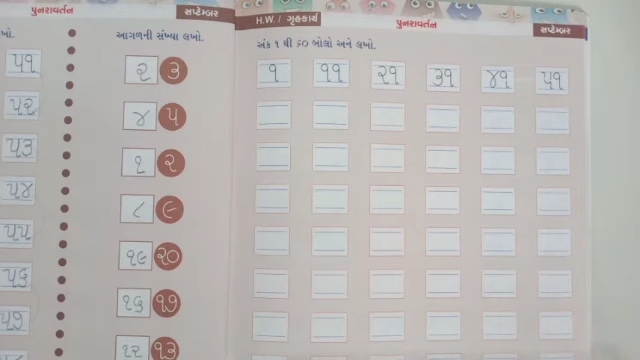 પુનરાવર્તન
સપ્ટેમ્બર
ખો.
૫૧
૫૨
૫૩
૫૪
૫૫
૫૬
૫૭
આગળની સંખ્યા લખો.
૨ ૩
૪ ૫
૧ ૨
૮ ૯
૧૯ ૨૦
૧૬ ૧૭
૧૨ ૧૩
H.W. / ગૃહકાર્ય
પુનરાવર્તન
સપ્ટેમ્બર
અંક ૧ થી ૬૦ બોલો અને લખો.
૧ ૧૧ ૨૧ ૩૧ ૪૧ ૫૧